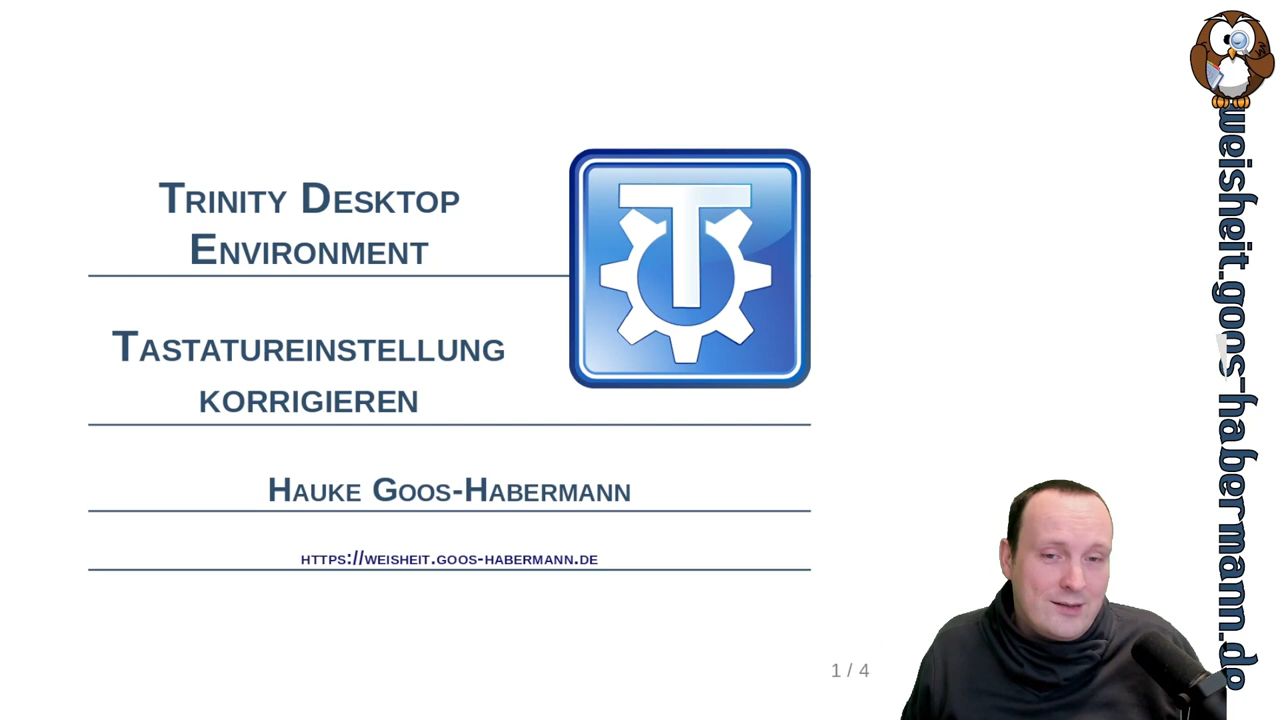 Trinity Desktop
Environment
Tastatureinstellung
korrigieren
Hauke Goos-Habermann
https://weisheit.goos-habermann.de
1 / 4
weisheit.goos-habermann.de